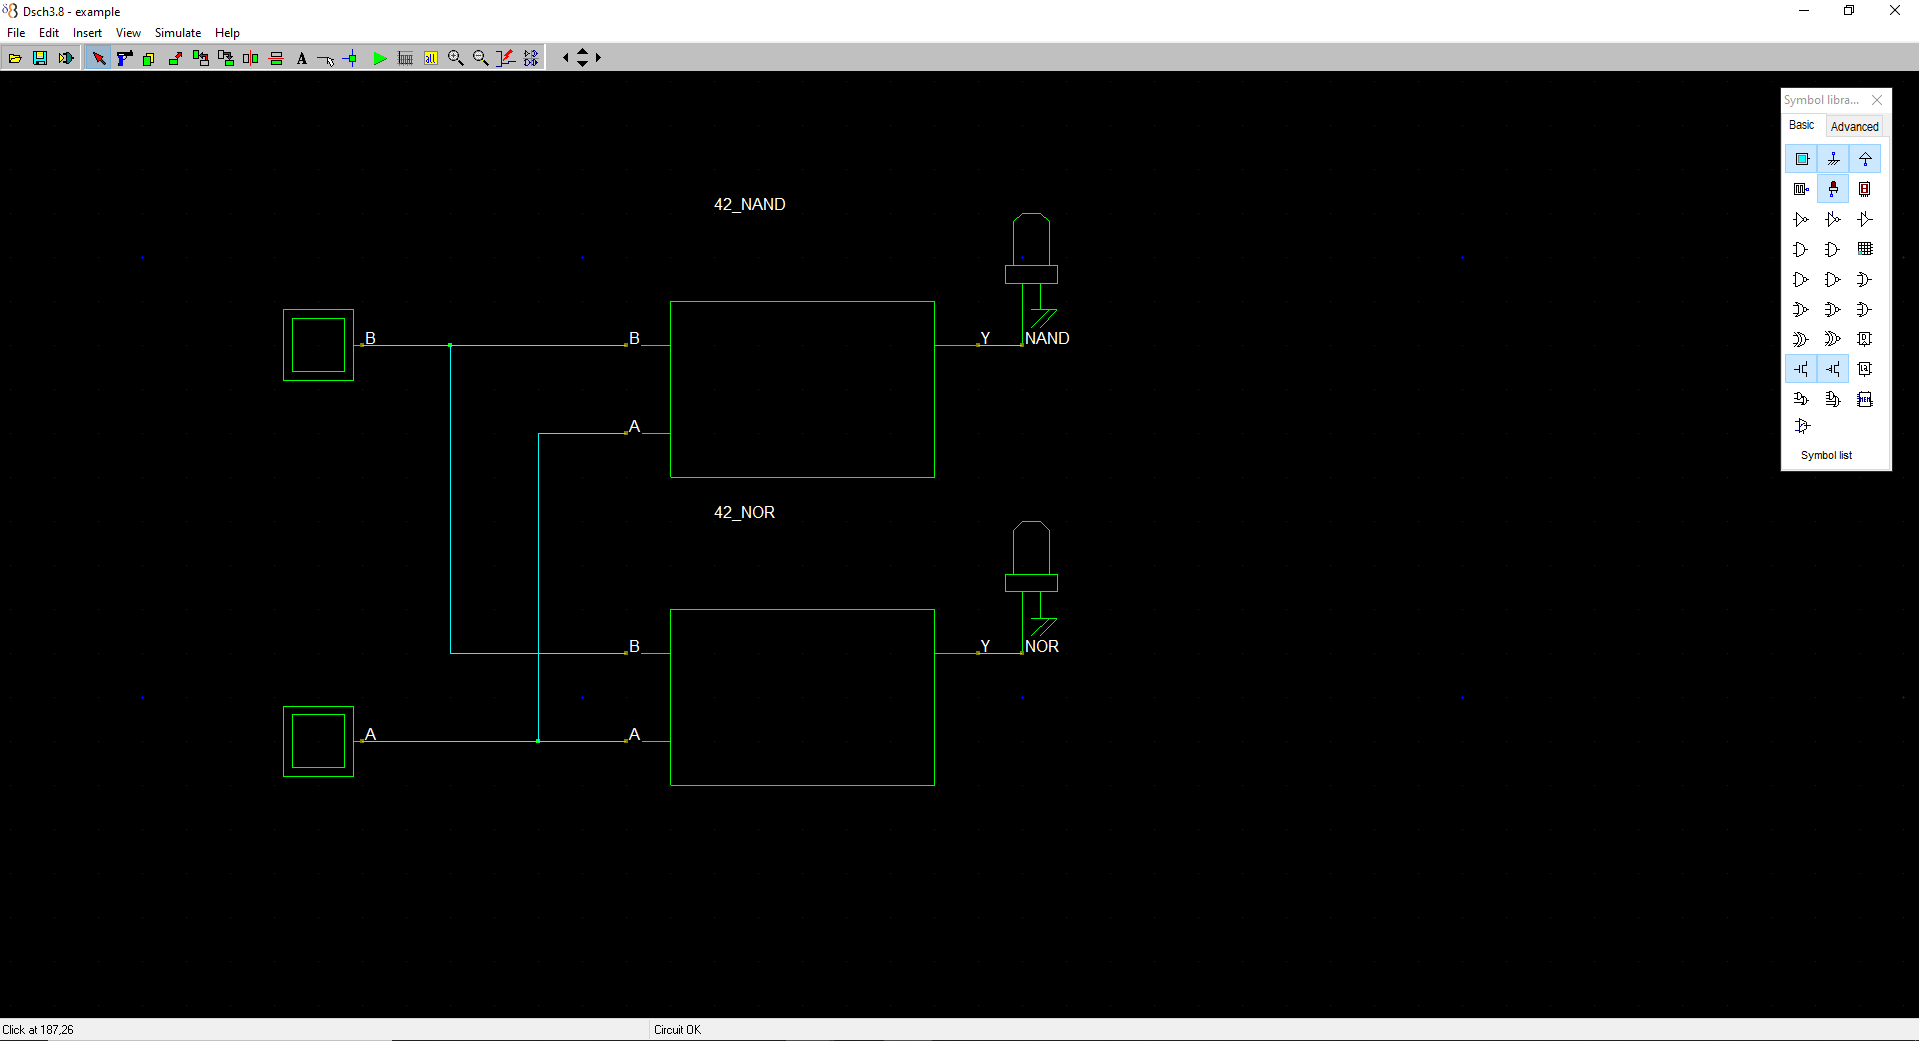 Dsch3.8 - example
File Edit Insert View Simulate Help
Symbol libra...
Basic Advanced
Symbol list
42_NAND
B
B
Y
NAND
A
42_NOR
B
Y
NOR
A
A
Click at 187,26
Circuit OK